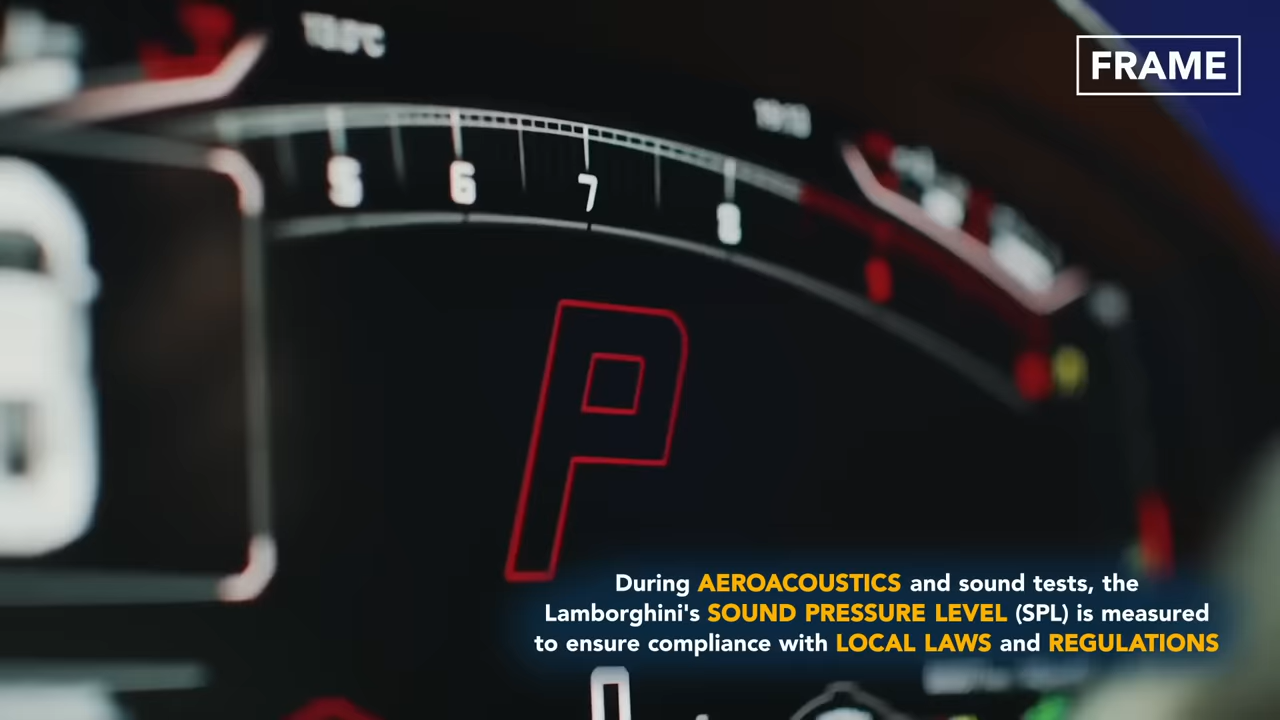 FRAME
5
6
7
8
P
During AEROACOUSTICS and sound tests, the
Lamborghini's SOUND PRESSURE LEVEL (SPL) is measured
to ensure compliance with LOCAL LAWS and REGULATIONS
0